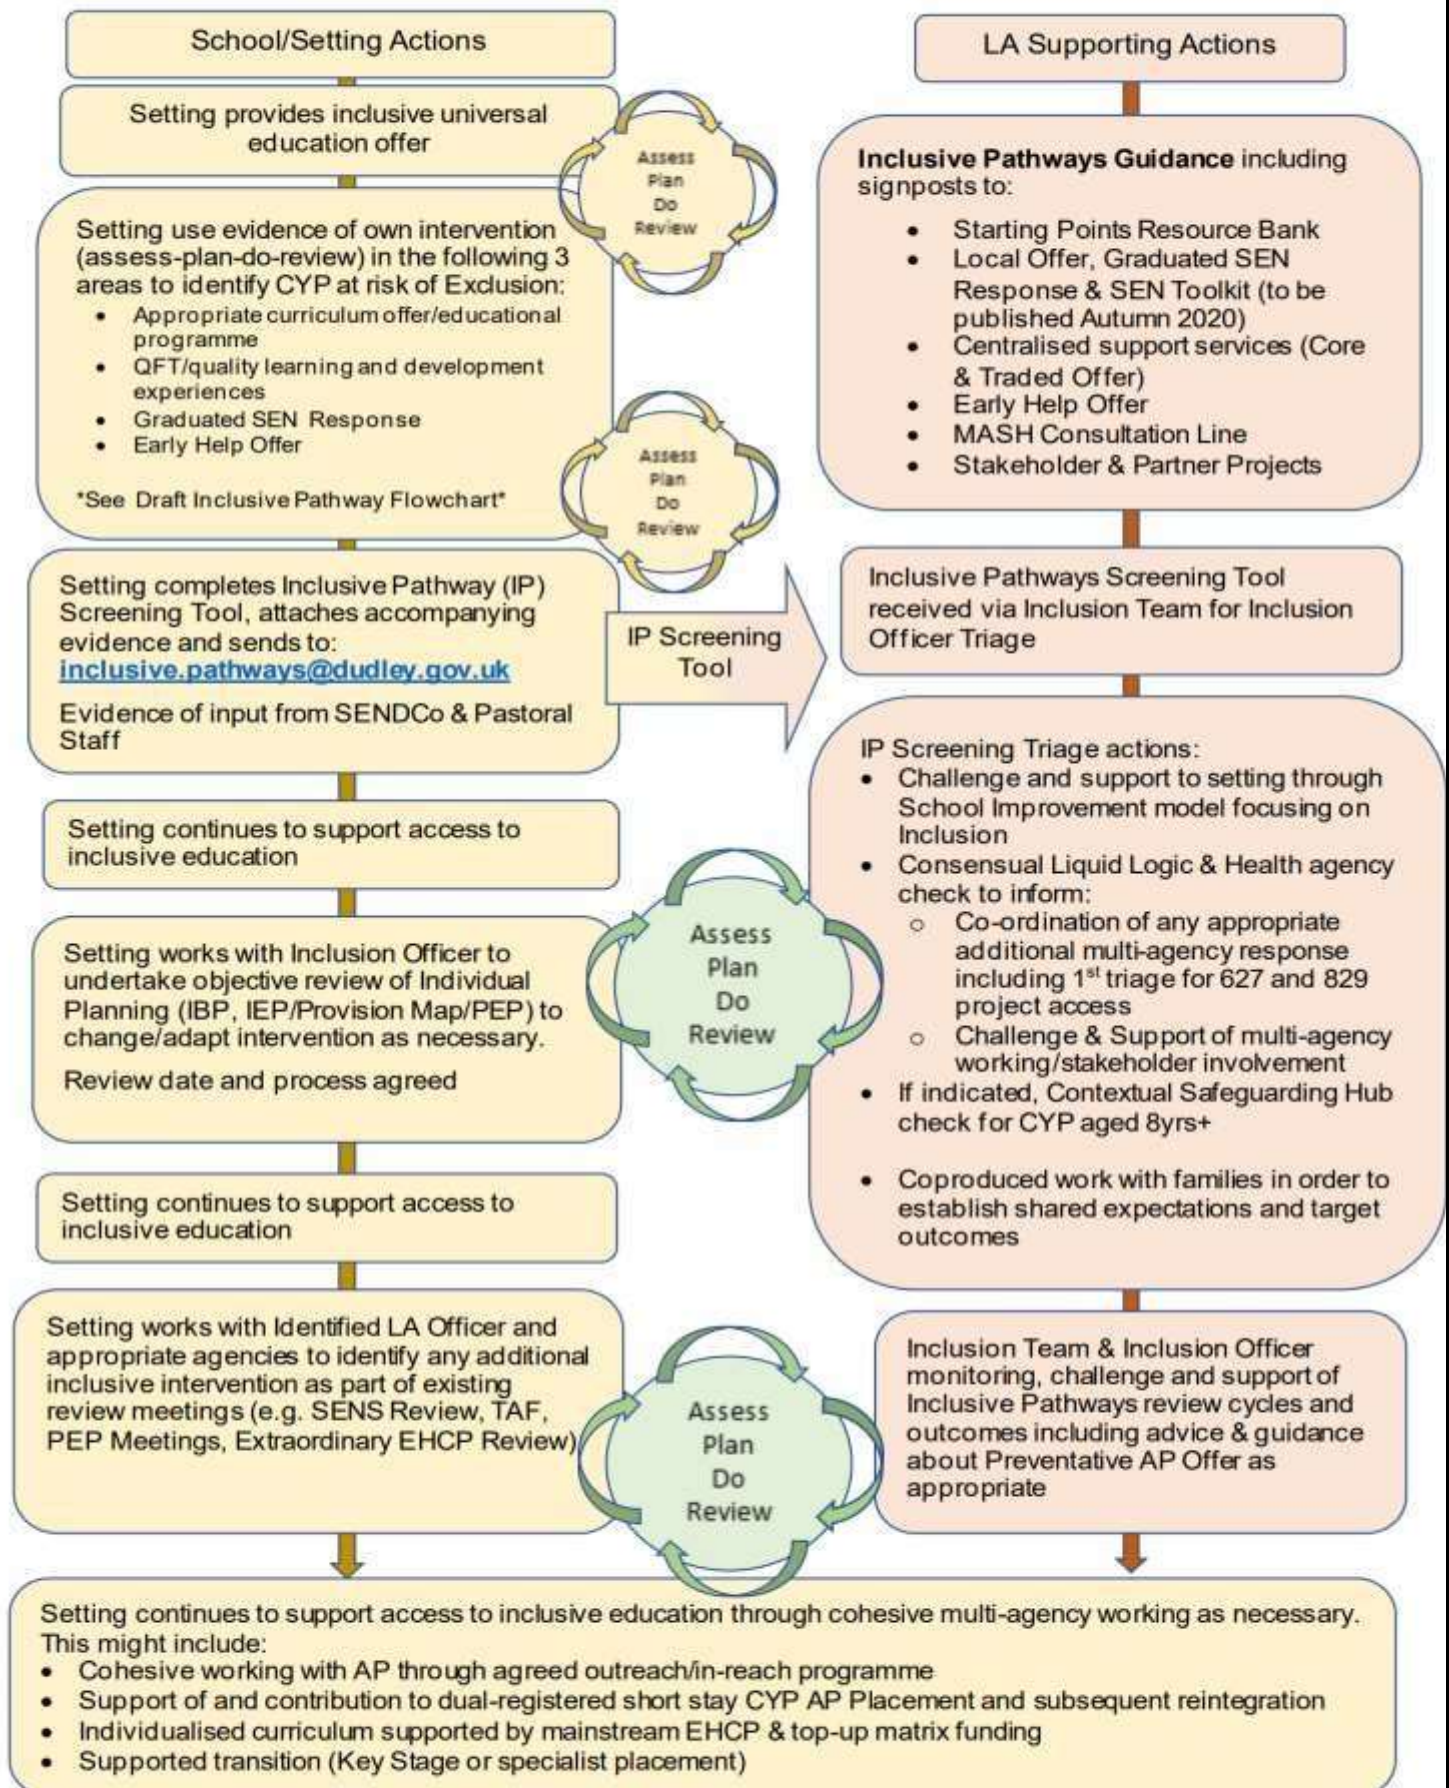 School/Setting Actions
Setting provides inclusive universal
education offer
Setting use evidence of own intervention
(assess-plan-do-review) in the following 3
areas to identify CYP at risk of Exclusion:
• Appropriate curriculum offer/educational
programme
• QFT/quality learning and development
experiences
• Graduated SEN Response
• Early Help Offer
*See Draft Inclusive Pathway Flowchart*
Assess
Plan
Do
Review
Assess
Plan
Do
Review
Setting completes Inclusive Pathway (IP)
Screening Tool, attaches accompanying
evidence and sends to:
inclusive.pathways@dudley.gov.uk
Evidence of input from SENDCo & Pastoral
Staff
IP Screening
Tool
Setting continues to support access to
inclusive education
Setting works with Inclusion Officer to
undertake objective review of Individual
Planning (IBP, IEP/Provision Map/PEP) to
change/adapt intervention as necessary.
Review date and process agreed
Assess
Plan
Do
Review
Setting continues to support access to
inclusive education
Setting works with Identified LA Officer and
appropriate agencies to identify any additional
inclusive intervention as part of existing
review meetings (e.g. SENS Review, TAF,
PEP Meetings, Extraordinary EHCP Review)
Assess
Plan
Do
Review
LA Supporting Actions
Inclusive Pathways Guidance including
signposts to:
• Starting Points Resource Bank
• Local Offer, Graduated SEN
Response & SEN Toolkit (to be
published Autumn 2020)
• Centralised support services (Core
& Traded Offer)
• Early Help Offer
• MASH Consultation Line
• Stakeholder & Partner Projects
Inclusive Pathways Screening Tool
received via Inclusion Team for Inclusion
Officer Triage
IP Screening Triage actions:
• Challenge and support to setting through
School Improvement model focusing on
Inclusion
• Consensual Liquid Logic & Health agency
check to inform:
o Co-ordination of any appropriate
additional multi-agency response
including 1st triage for 627 and 829
project access
o Challenge & Support of multi-agency
working/stakeholder involvement
• If indicated, Contextual Safeguarding Hub
check for CYP aged 8yrs+
• Coproduced work with families in order to
establish shared expectations and target
outcomes
Inclusion Team & Inclusion Officer
monitoring, challenge and support of
Inclusive Pathways review cycles and
outcomes including advice & guidance
about Preventative AP Offer as
appropriate
Setting continues to support access to inclusive education through cohesive multi-agency working as necessary.
This might include:
• Cohesive working with AP through agreed outreach/in-reach programme
• Support of and contribution to dual-registered short stay CYP AP Placement and subsequent reintegration
• Individualised curriculum supported by mainstream EHCP & top-up matrix funding
• Supported transition (Key Stage or specialist placement)